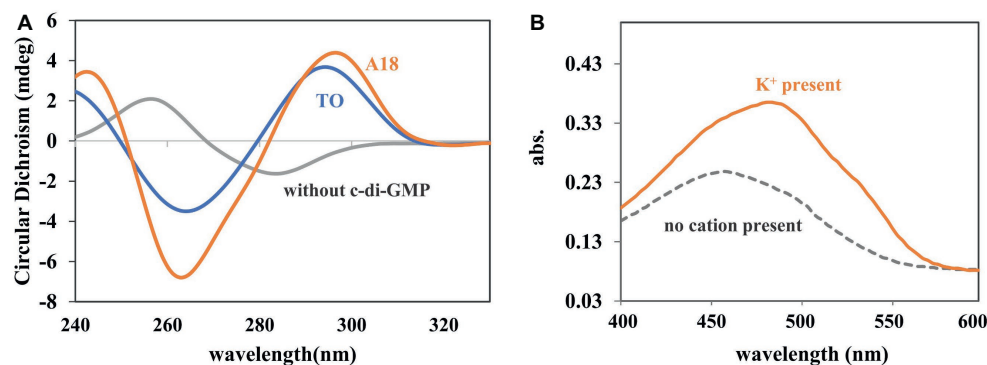 A
Circular Dichroism (mdeg)
6
4
2
0
-2
-4
-6
-8
A18
TO
without c-di-GMP
240 260 280 300 320
wavelength(nm)
B
abs.
0.43
0.33
0.23
0.13
0.03
K⁺ present
no cation present
400 450 500 550 600
wavelength (nm)